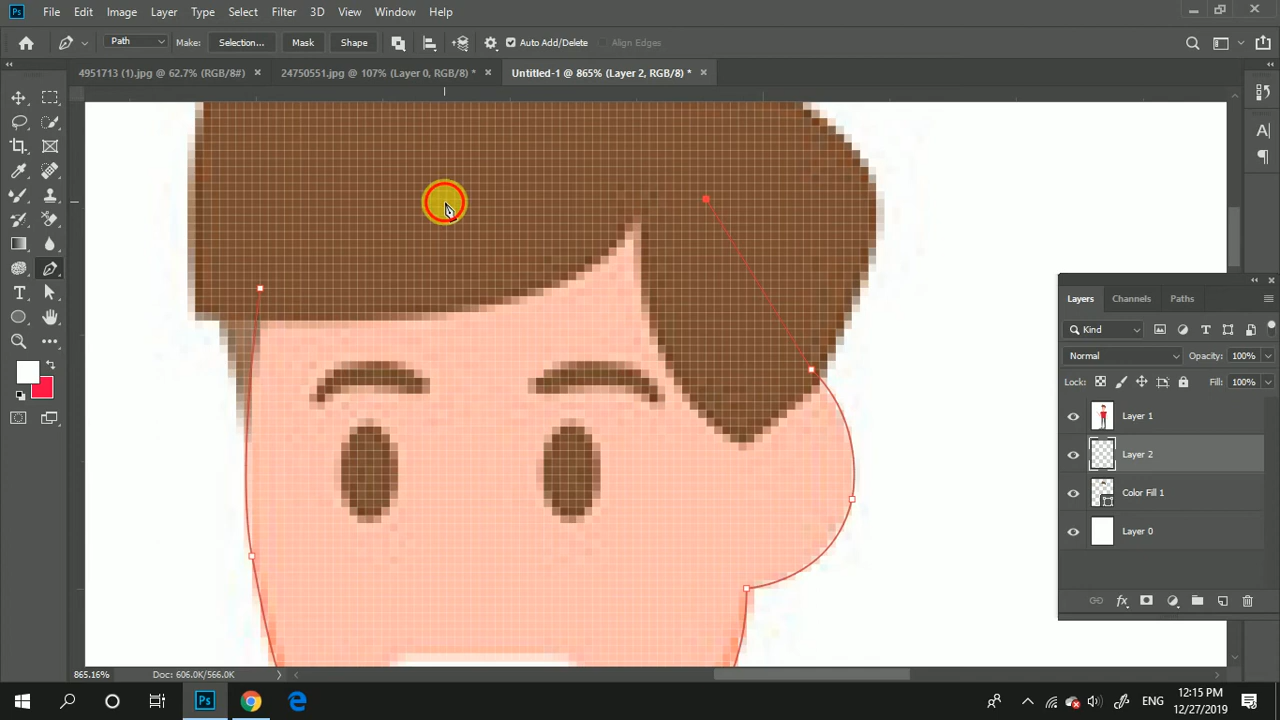 Ps File Edit Image Layer Type Select Filter 3D View Window Help
Path Make: Selection... Mask Shape Auto Add/Delete Align Edges
4951713 (1).jpg @ 62.7% (RGB/8#) 24750551.jpg @ 107% (Layer 0, RGB/8) * Untitled-1 @ 865% (Layer 2, RGB/8) *
Layers Channels Paths
Kind
Normal Opacity: 100%
Lock: Fill: 100%
Layer 1
Layer 2
Color Fill 1
Layer 0
fx
865.16% Doc: 606.0K/566.0K
Ps ENG 12:15 PM
12/27/2019